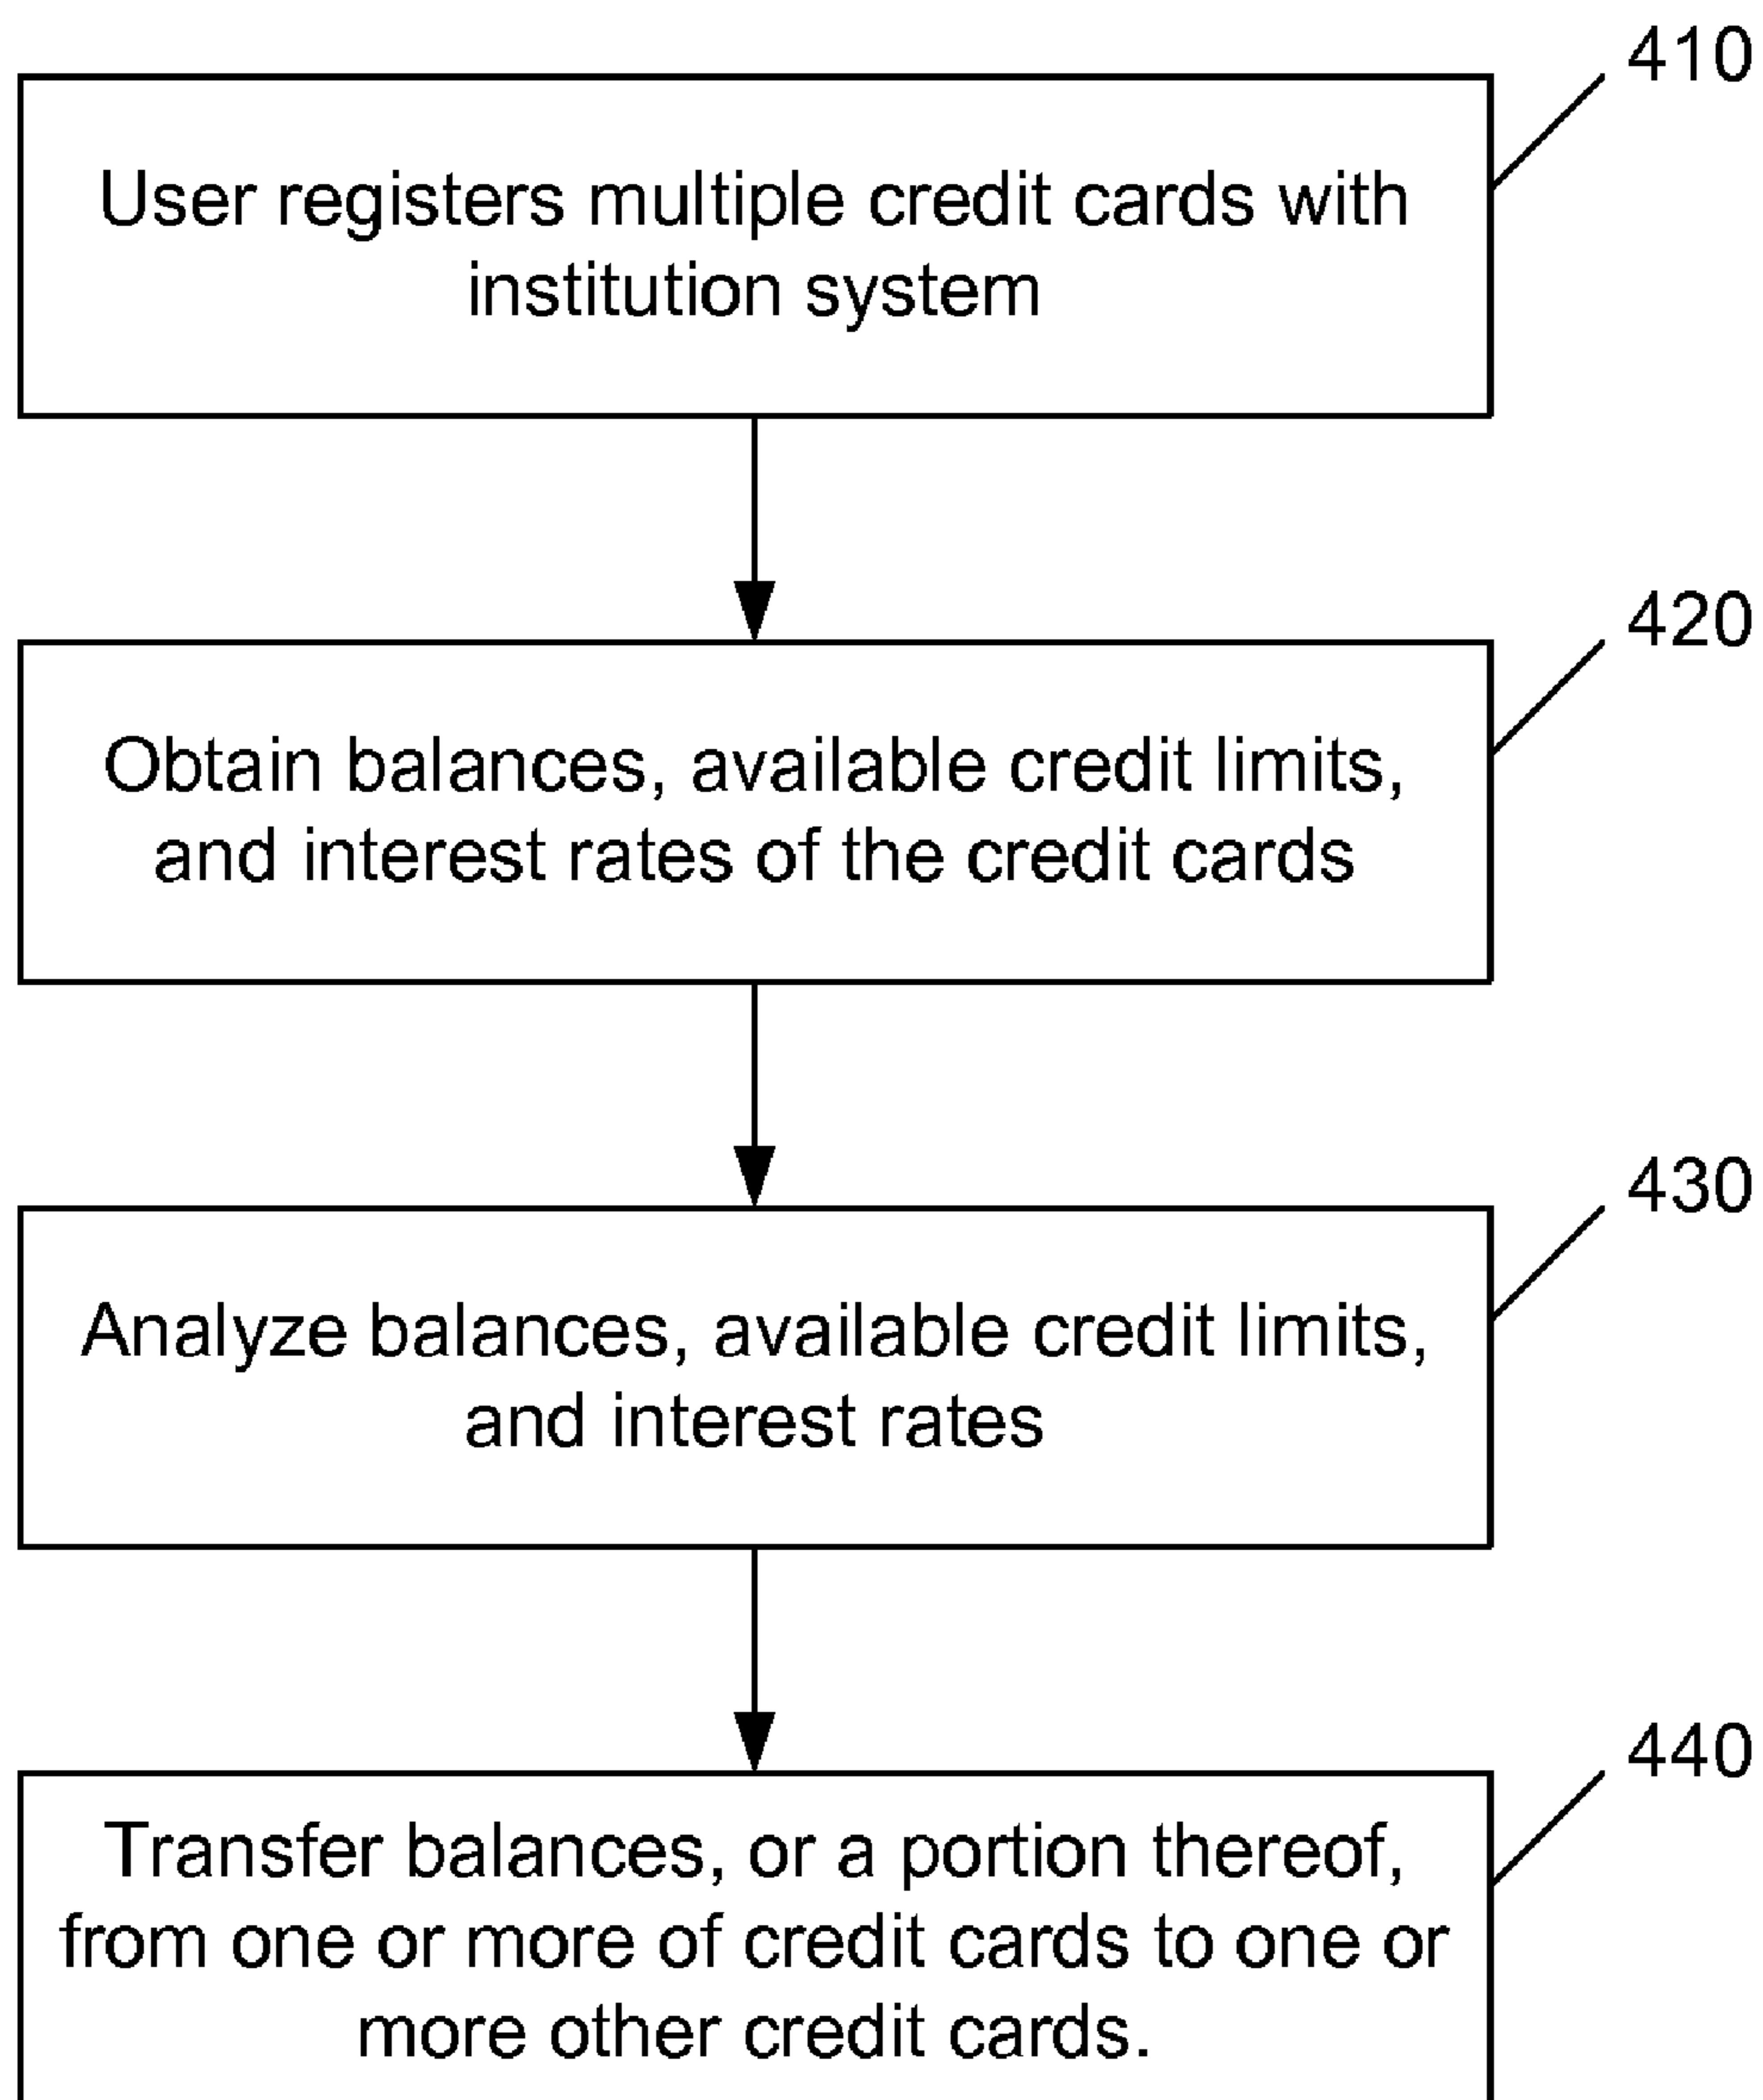 410
User registers multiple credit cards with
institution system
420
Obtain balances, available credit limits,
and interest rates of the credit cards
430
Analyze balances, available credit limits,
and interest rates
440
Transfer balances, or a portion thereof,
from one or more of credit cards to one or
more other credit cards.